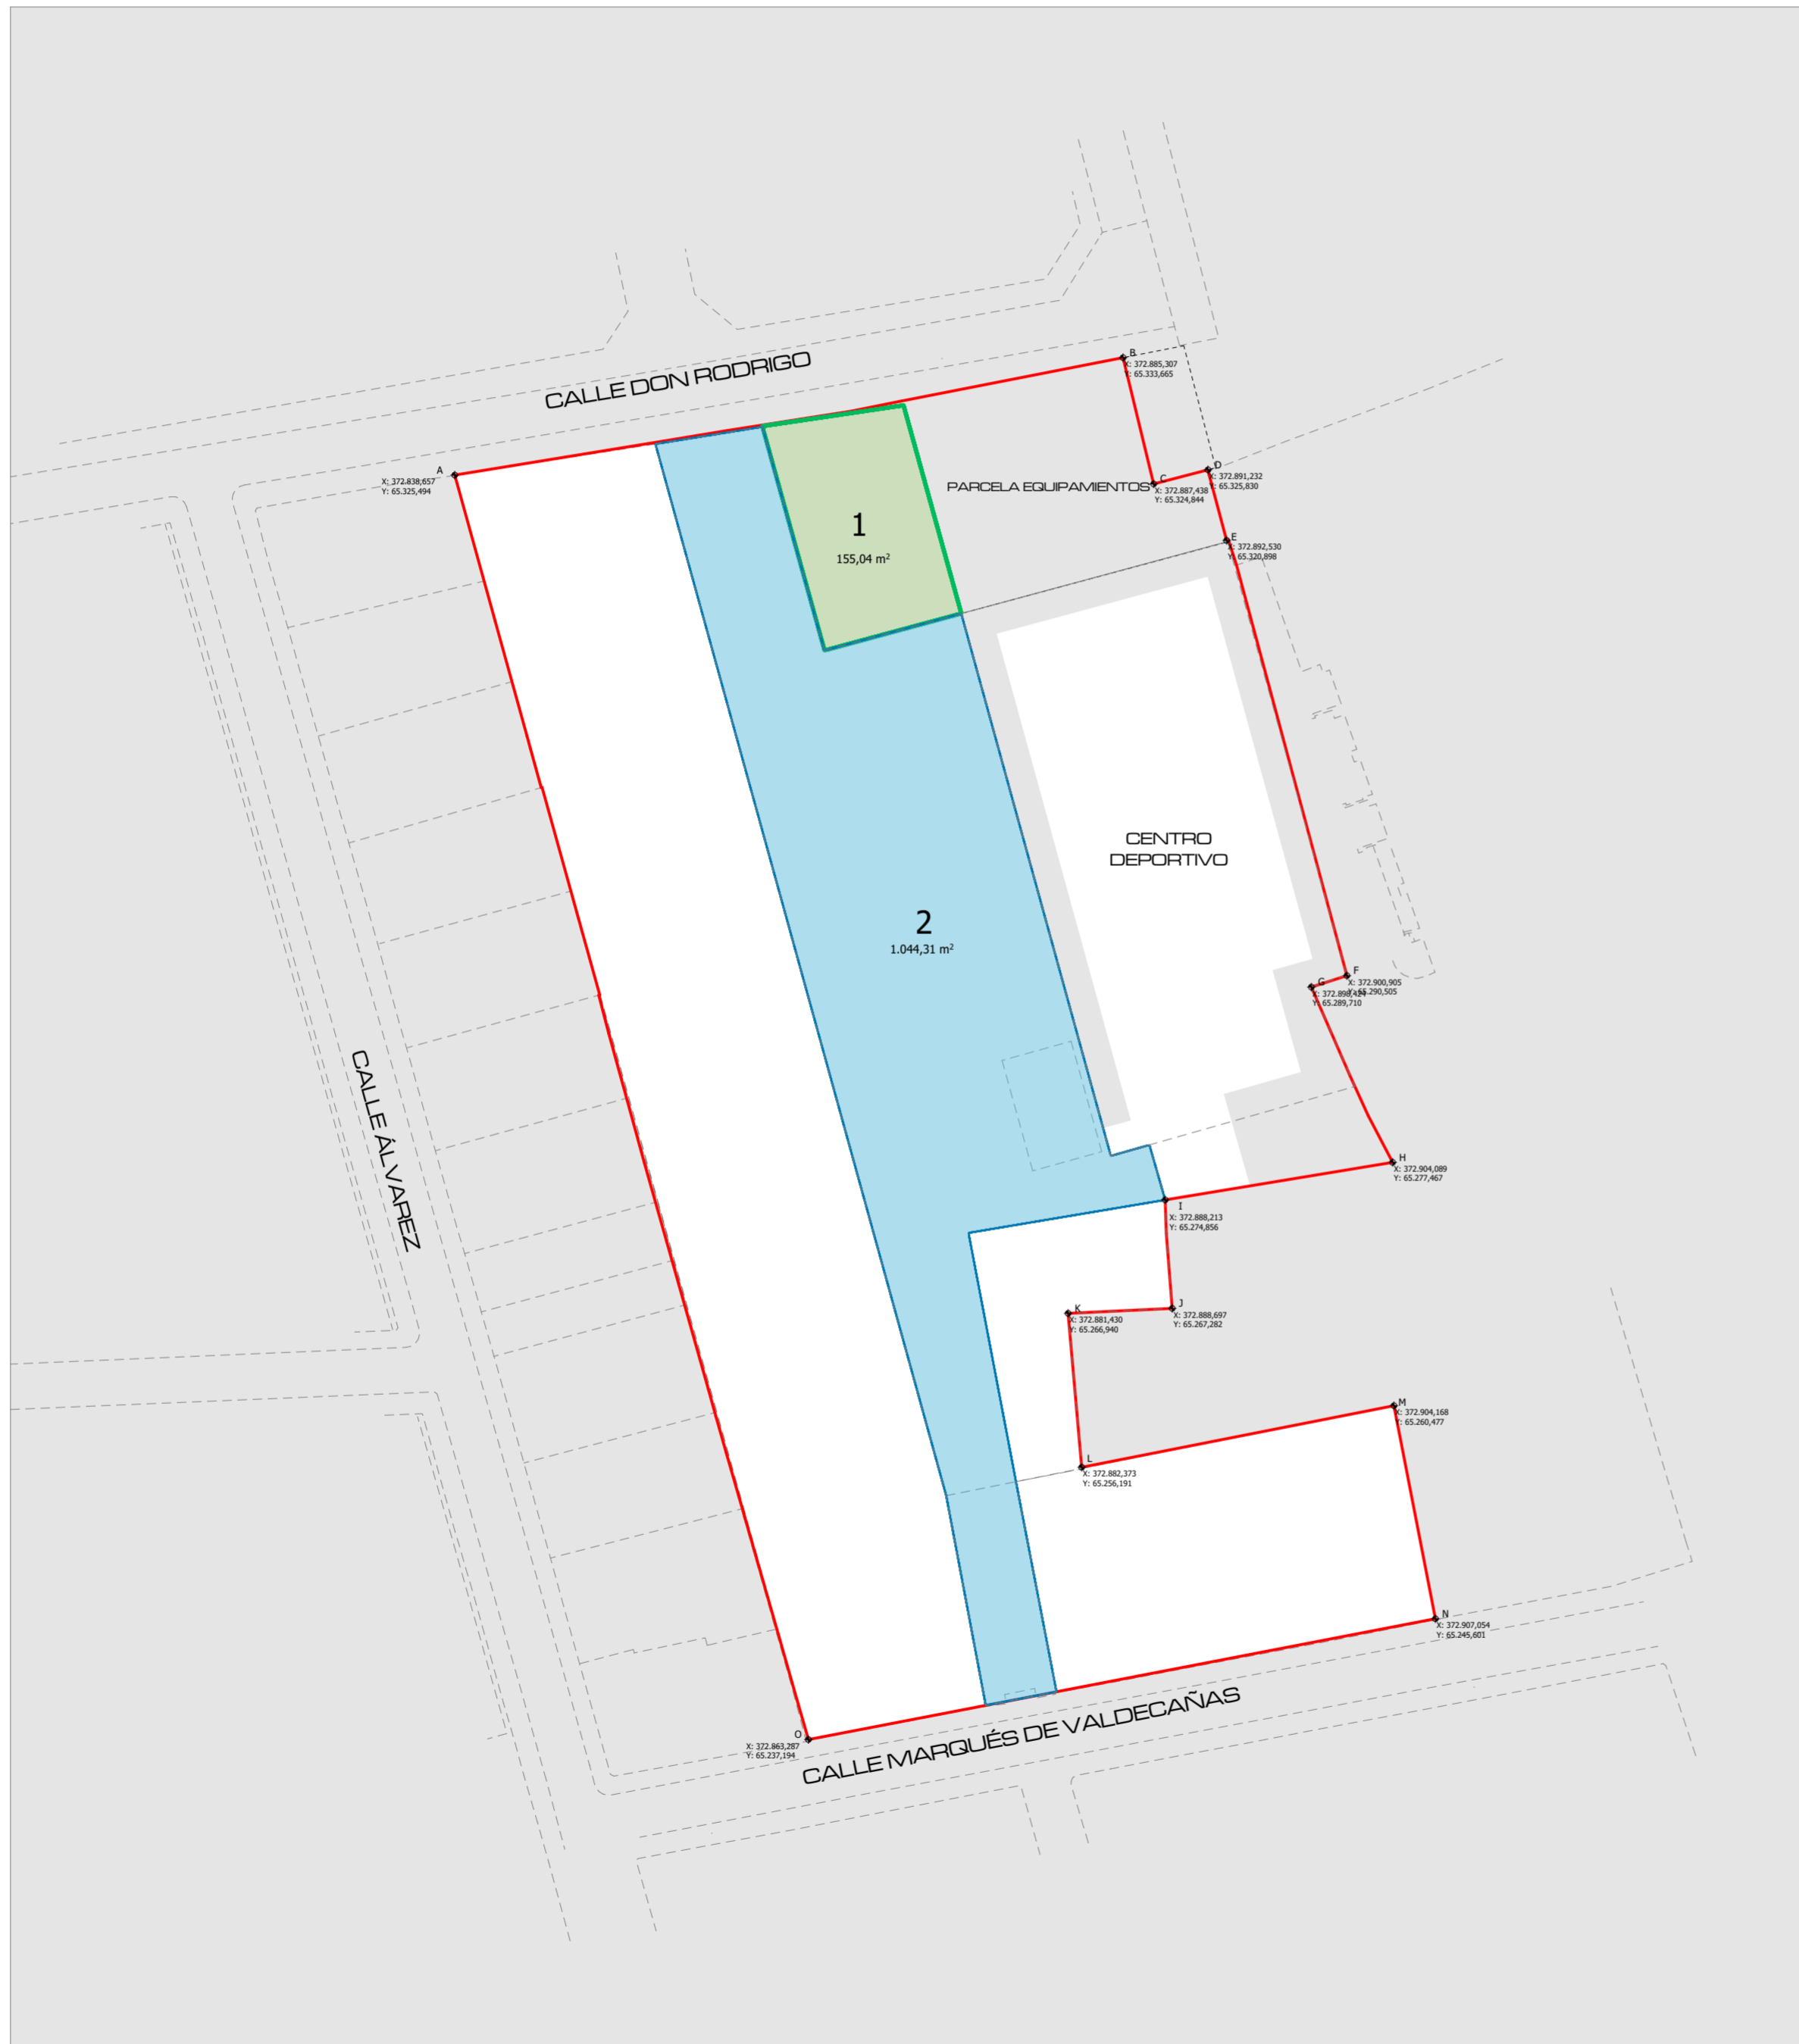 B
X: 372.885,307
Y: 65.333,665
CALLE DON RODRIGO
A
X: 372.838,657
Y: 65.325,494
D
X: 372.891,232
Y: 65.325,830
PARCELA EQUIPAMIENTOS
C
X: 372.887,438
Y: 65.324,844
1
155,04 m²
E
X: 372.892,530
Y: 65.320,898
CENTRO
DEPORTIVO
2
1.044,31 m²
F
X: 372.900,905
Y: 65.290,505
G
Y: 65.289,710
CALLE ÁLVAREZ
H
X: 372.904,089
Y: 65.277,467
I
X: 372.888,213
Y: 65.274,856
J
X: 372.888,697
Y: 65.267,282
K
X: 372.881,430
Y: 65.266,940
M
X: 372.904,168
Y: 65.260,477
L
X: 372.882,373
Y: 65.256,191
N
X: 372.907,054
Y: 65.245,601
O
X: 372.863,287
Y: 65.237,194
CALLE MARQUÉS DE VALDECAÑAS